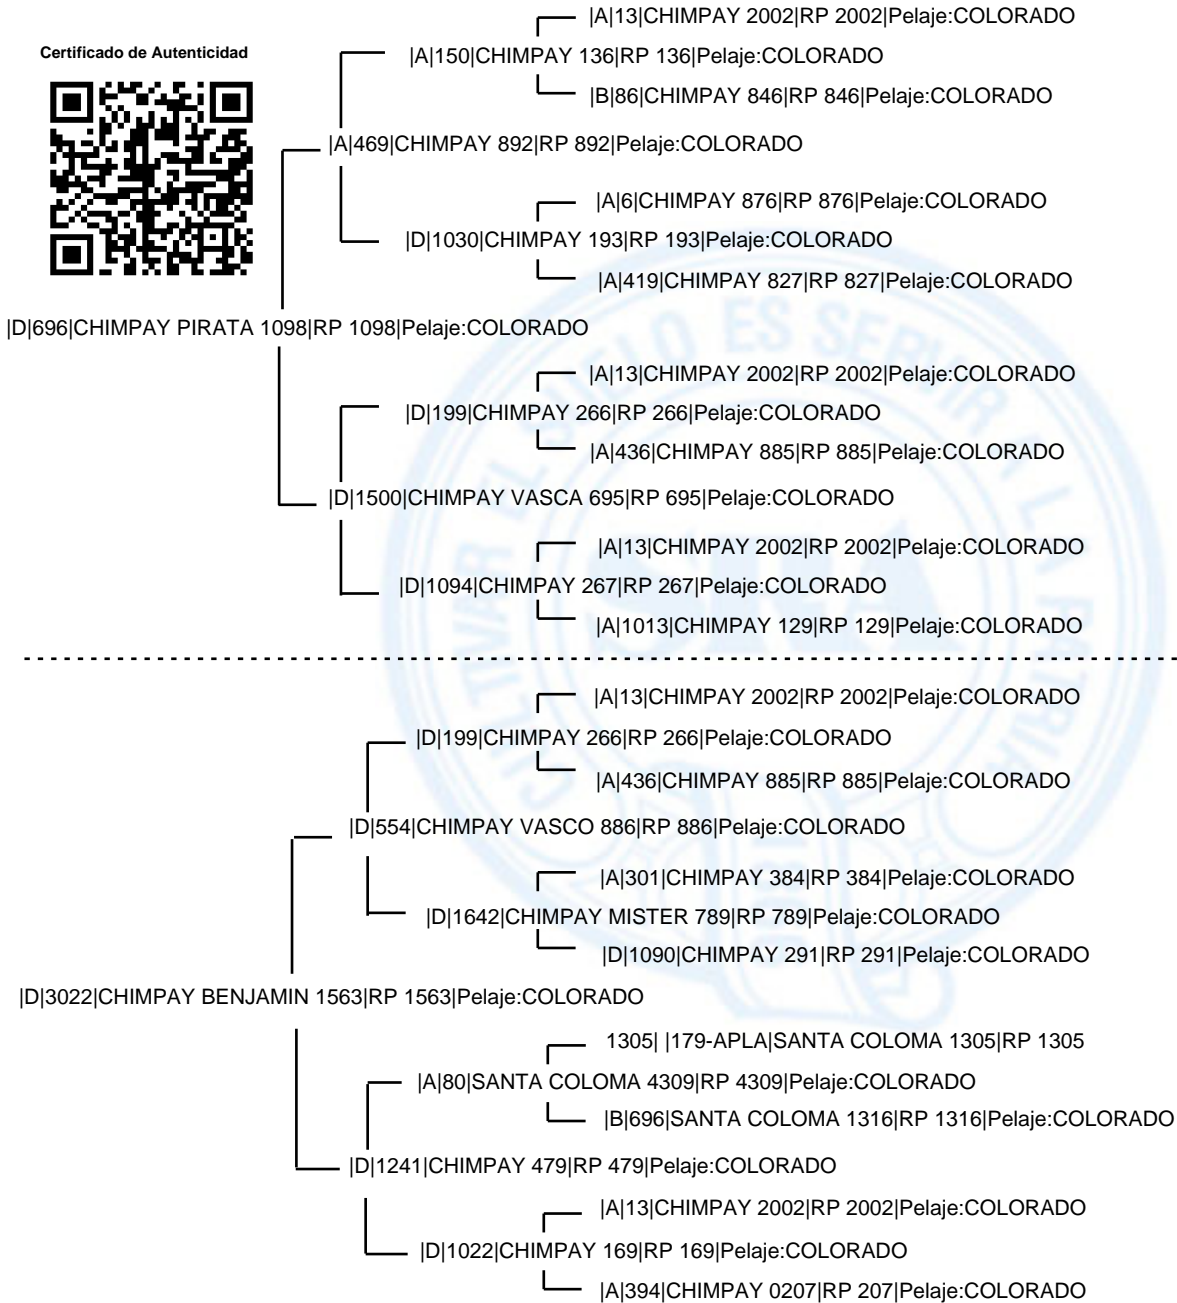 |A|13|CHIMPAY 2002|RP 2002|Pelaje:COLORADO
Certificado de Autenticidad
|A|150|CHIMPAY 136|RP 136|Pelaje:COLORADO
|B|86|CHIMPAY 846|RP 846|Pelaje:COLORADO
|A|469|CHIMPAY 892|RP 892|Pelaje:COLORADO
|A|6|CHIMPAY 876|RP 876|Pelaje:COLORADO
|D|1030|CHIMPAY 193|RP 193|Pelaje:COLORADO
|A|419|CHIMPAY 827|RP 827|Pelaje:COLORADO
|D|696|CHIMPAY PIRATA 1098|RP 1098|Pelaje:COLORADO
|A|13|CHIMPAY 2002|RP 2002|Pelaje:COLORADO
|D|199|CHIMPAY 266|RP 266|Pelaje:COLORADO
|A|436|CHIMPAY 885|RP 885|Pelaje:COLORADO
|D|1500|CHIMPAY VASCA 695|RP 695|Pelaje:COLORADO
|A|13|CHIMPAY 2002|RP 2002|Pelaje:COLORADO
|D|1094|CHIMPAY 267|RP 267|Pelaje:COLORADO
|A|1013|CHIMPAY 129|RP 129|Pelaje:COLORADO
CULTIVAR EL SUELO ES SERVIR A LA PATRIA
SRA
1866
|A|13|CHIMPAY 2002|RP 2002|Pelaje:COLORADO
|D|199|CHIMPAY 266|RP 266|Pelaje:COLORADO
|A|436|CHIMPAY 885|RP 885|Pelaje:COLORADO
|D|554|CHIMPAY VASCO 886|RP 886|Pelaje:COLORADO
|A|301|CHIMPAY 384|RP 384|Pelaje:COLORADO
|D|1642|CHIMPAY MISTER 789|RP 789|Pelaje:COLORADO
|D|1090|CHIMPAY 291|RP 291|Pelaje:COLORADO
|D|3022|CHIMPAY BENJAMIN 1563|RP 1563|Pelaje:COLORADO
1305| |179-APLA|SANTA COLOMA 1305|RP 1305
|A|80|SANTA COLOMA 4309|RP 4309|Pelaje:COLORADO
|B|696|SANTA COLOMA 1316|RP 1316|Pelaje:COLORADO
|D|1241|CHIMPAY 479|RP 479|Pelaje:COLORADO
|A|13|CHIMPAY 2002|RP 2002|Pelaje:COLORADO
|D|1022|CHIMPAY 169|RP 169|Pelaje:COLORADO
|A|394|CHIMPAY 0207|RP 207|Pelaje:COLORADO